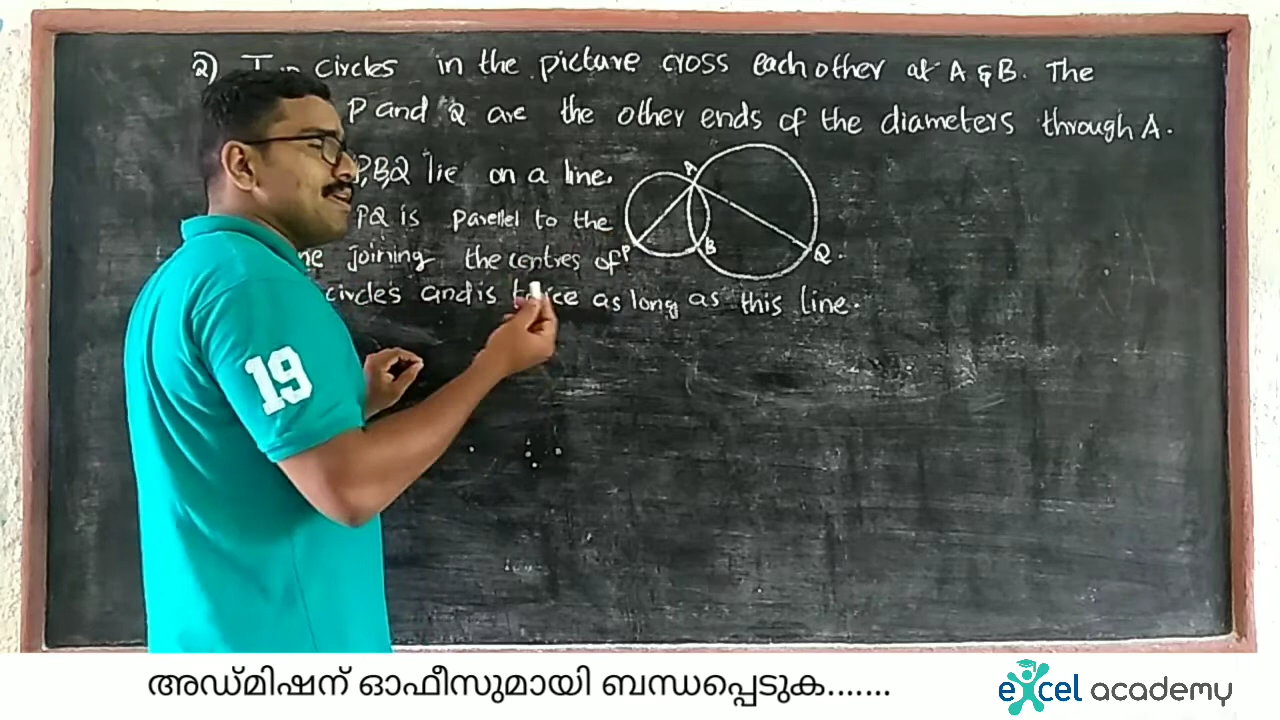 2) circles in the picture cross each other at A & B. The
P and Q are the other ends of the diameters through A.
P,B,Q lie on a line.
PQ is parellel to the
joining the centres of
circles and is twice as long as this line.
A
P
B
Q.
19
അഡ്മിഷന് ഓഫീസുമായി ബന്ധപ്പെടുക.......
excel academy